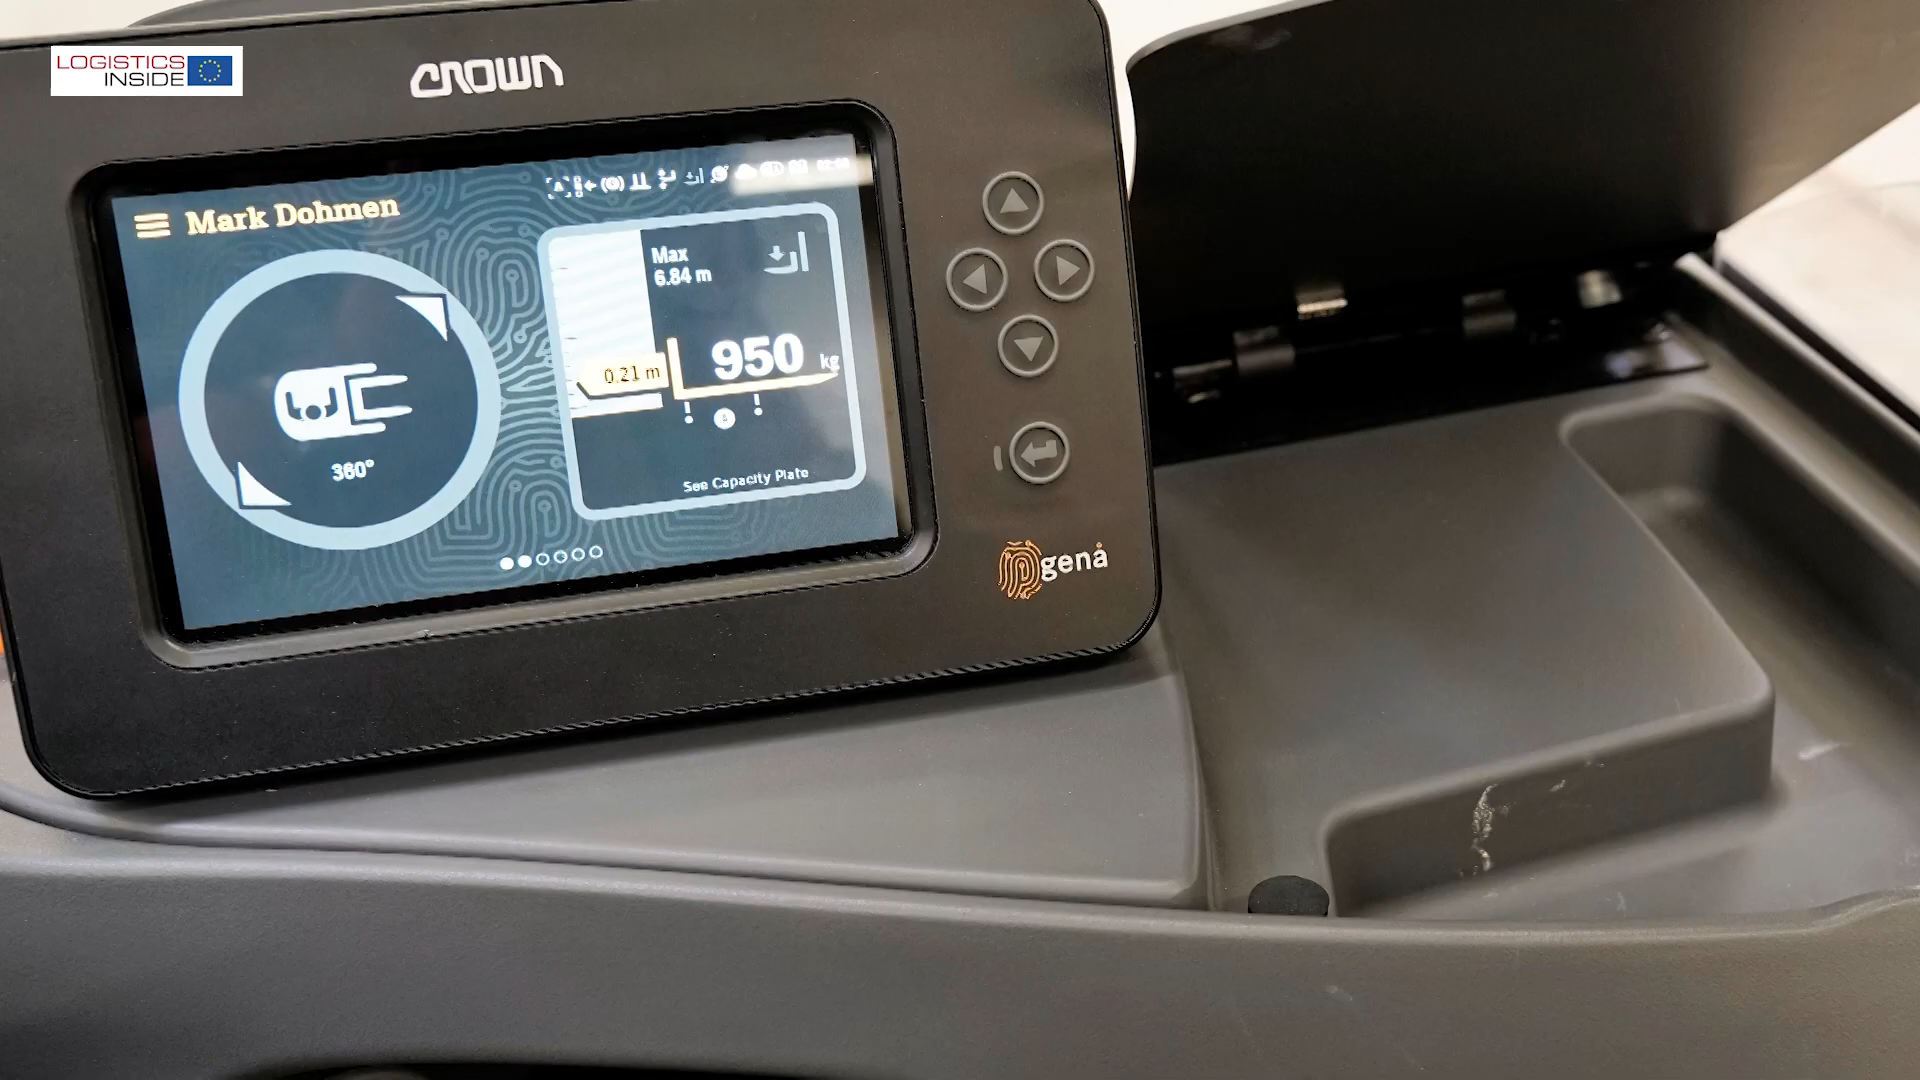 LOGISTICS
INSIDE
CROWN
Mark Dohmen
Max
6.84 m
950 kg
0.21 m
360°
See Capacity Plate
gena